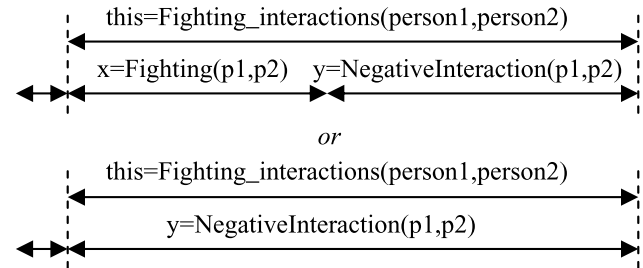 this=Fighting_interactions(person1,person2)
x=Fighting(p1,p2) y=NegativeInteraction(p1,p2)
or
this=Fighting_interactions(person1,person2)
y=NegativeInteraction(p1,p2)